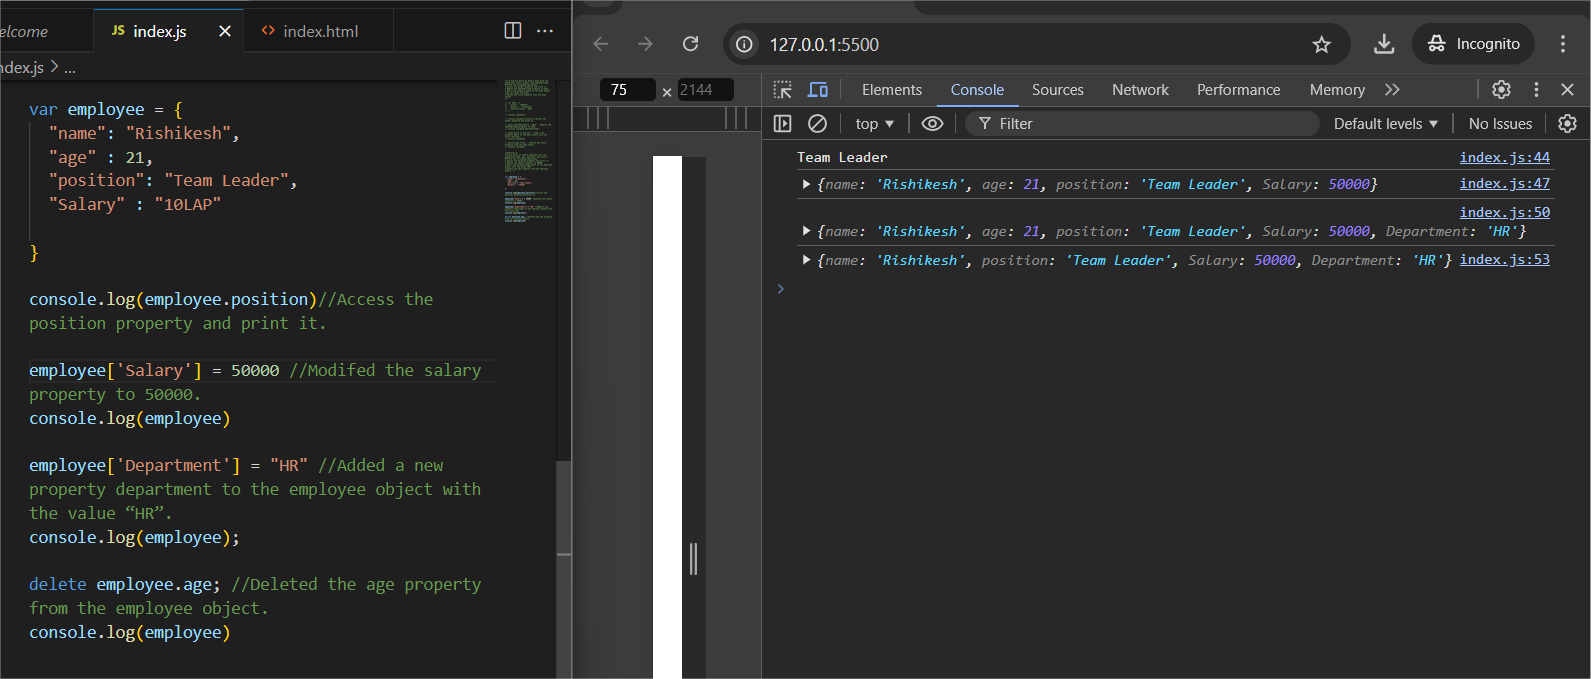 elcome
JS index.js
<> index.html
ndex.js > ...
var employee = {
"name": "Rishikesh",
"age" : 21,
"position": "Team Leader",
"Salary" : "10LAP"
}
console.log(employee.position)//Access the
position property and print it.
employee['Salary'] = 50000 //Modifed the salary
property to 50000.
console.log(employee)
employee['Department'] = "HR" //Added a new
property department to the employee object with
the value “HR”.
console.log(employee);
delete employee.age; //Deleted the age property
from the employee object.
console.log(employee)
127.0.0.1:5500
Incognito
75 × 2144
Elements Console Sources Network Performance Memory
top Filter Default levels No Issues
Team Leader index.js:44
{name: 'Rishikesh', age: 21, position: 'Team Leader', Salary: 50000} index.js:47
index.js:50
{name: 'Rishikesh', age: 21, position: 'Team Leader', Salary: 50000, Department: 'HR'}
{name: 'Rishikesh', position: 'Team Leader', Salary: 50000, Department: 'HR'} index.js:53